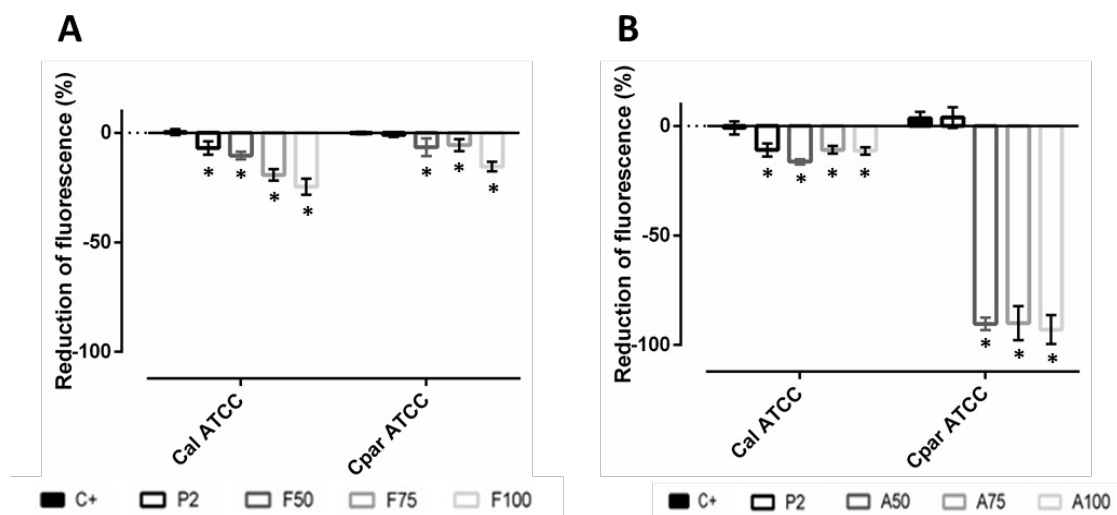 A
Reduction of fluorescence (%)
0
-50
-100
* * * * * * *
Cal ATCC
Cpar ATCC
C+ P2 F50 F75 F100
B
Reduction of fluorescence (%)
0
-50
-100
* * * * * * *
Cal ATCC
Cpar ATCC
C+ P2 A50 A75 A100